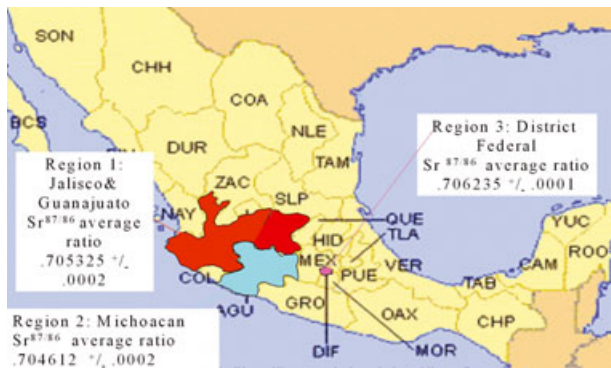 SON
CHH
COA
BCS
NLE
DUR
TAM
Region 3: District
Federal
Sr 87/86 average ratio
.706235 +/- .0001
Region 1:
Jalisco&
Guanajuato
Sr87/86 average
ratio
.705325 +/-
.0002
ZAC
SLP
NAY
QUE
TLA
HID
MEX
VER
PUE
COL
AGU
GRO
OAX
TAB
CAM
YUC
ROO
CHP
DIF
MOR
Region 2: Michoacan
Sr87/86 average ratio
.704612 +/- .0002